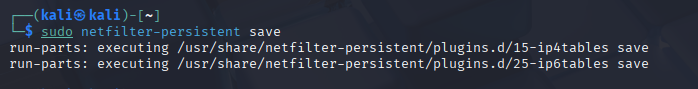 ┌──(kali㉿kali)-[~]
└─$ sudo netfilter-persistent save
run-parts: executing /usr/share/netfilter-persistent/plugins.d/15-ip4tables save
run-parts: executing /usr/share/netfilter-persistent/plugins.d/25-ip6tables save